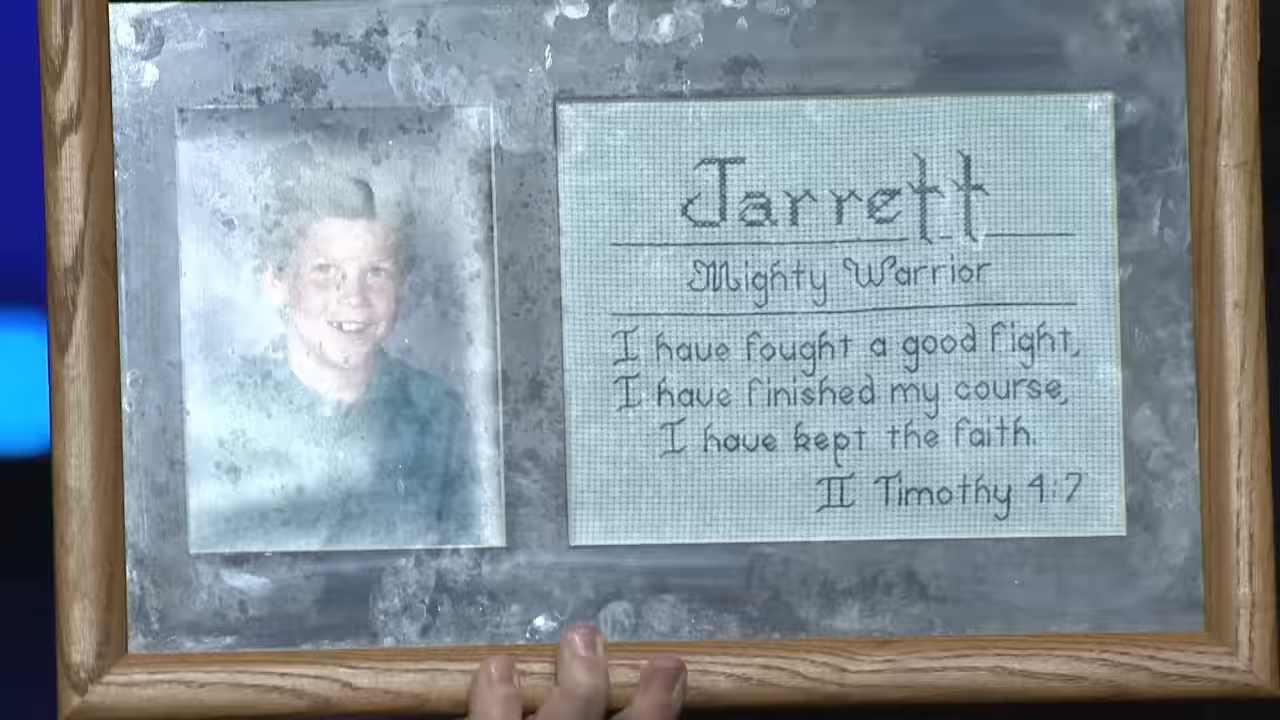 Jarrett
Mighty Warrior
I have fought a good fight,
I have finished my course,
I have kept the faith.
II Timothy 4:7